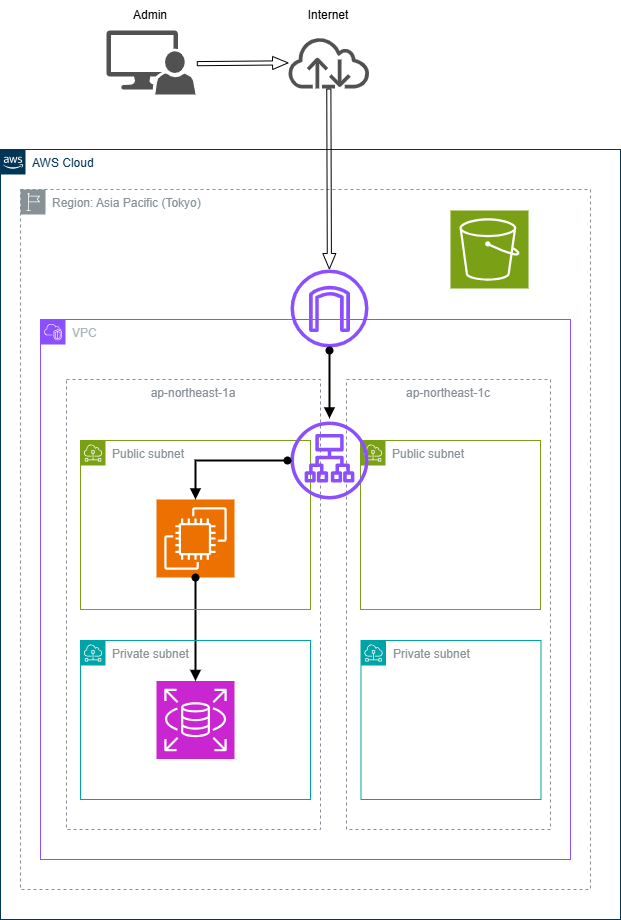 Admin
Internet
aws
AWS Cloud
Region: Asia Pacific (Tokyo)
VPC
ap-northeast-1a
ap-northeast-1c
Public subnet
Public subnet
Private subnet
Private subnet